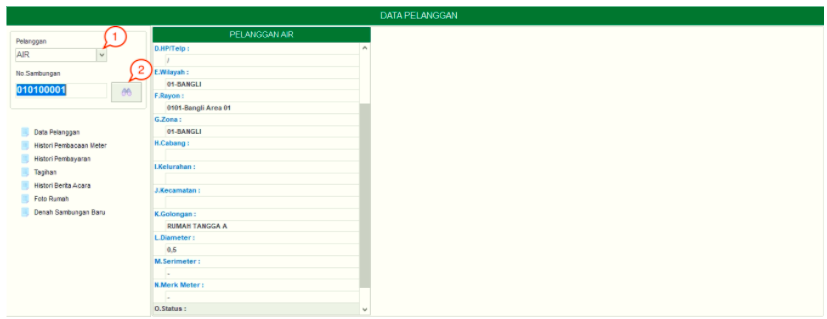 DATA PELANGGAN
Pelanggan
AIR
1
No.Sambungan
010100001
2
Data Pelanggan
Histori Pembacaan Meter
Histori Pembayaran
Tagihan
Histori Berita Acara
Foto Rumah
Denah Sambungan Baru
PELANGGAN AIR
D.HP/Telp :
/
E.Wilayah :
01-BANGLI
F.Rayon :
0101-Bangli Area 01
G.Zona :
01-BANGLI
H.Cabang :
I.Kelurahan :
J.Kecamatan :
K.Golongan :
RUMAH TANGGA A
L.Diameter :
0,5
M.Serimeter :
-
N.Merk Meter :
-
O.Status :